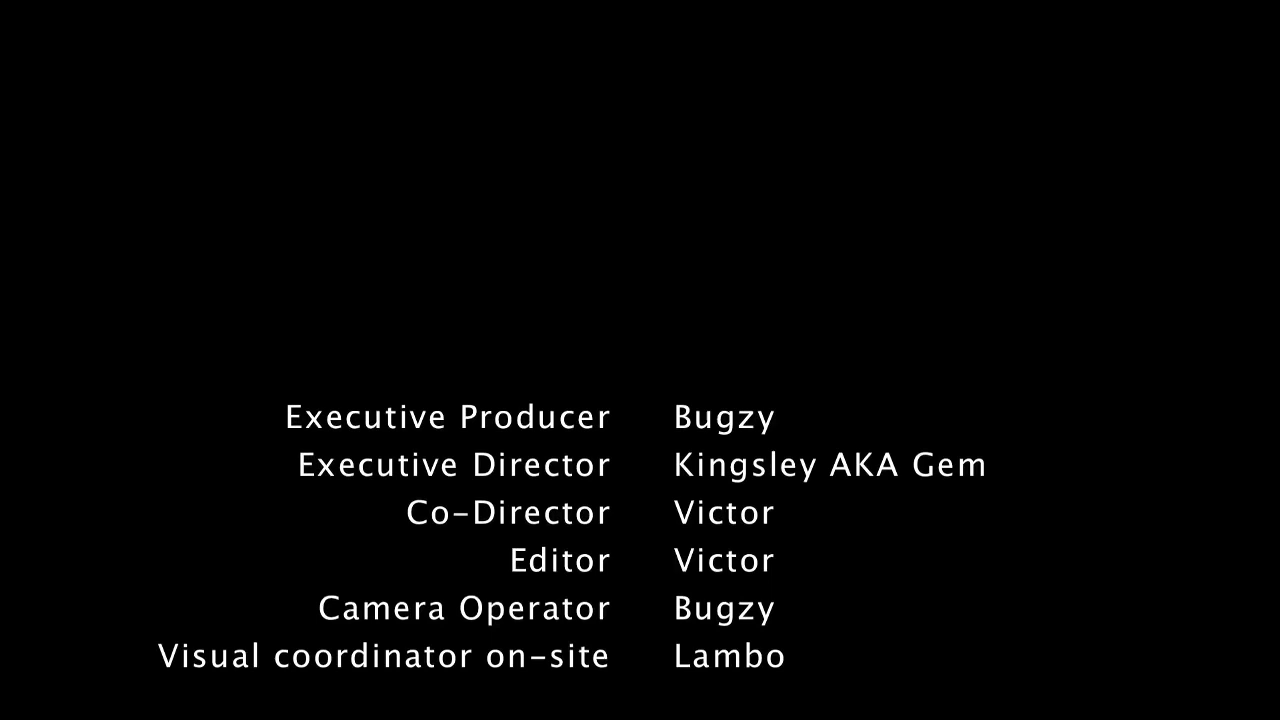 Executive Producer Bugzy
Executive Director Kingsley AKA Gem
Co-Director Victor
Editor Victor
Camera Operator Bugzy
Visual coordinator on-site Lambo